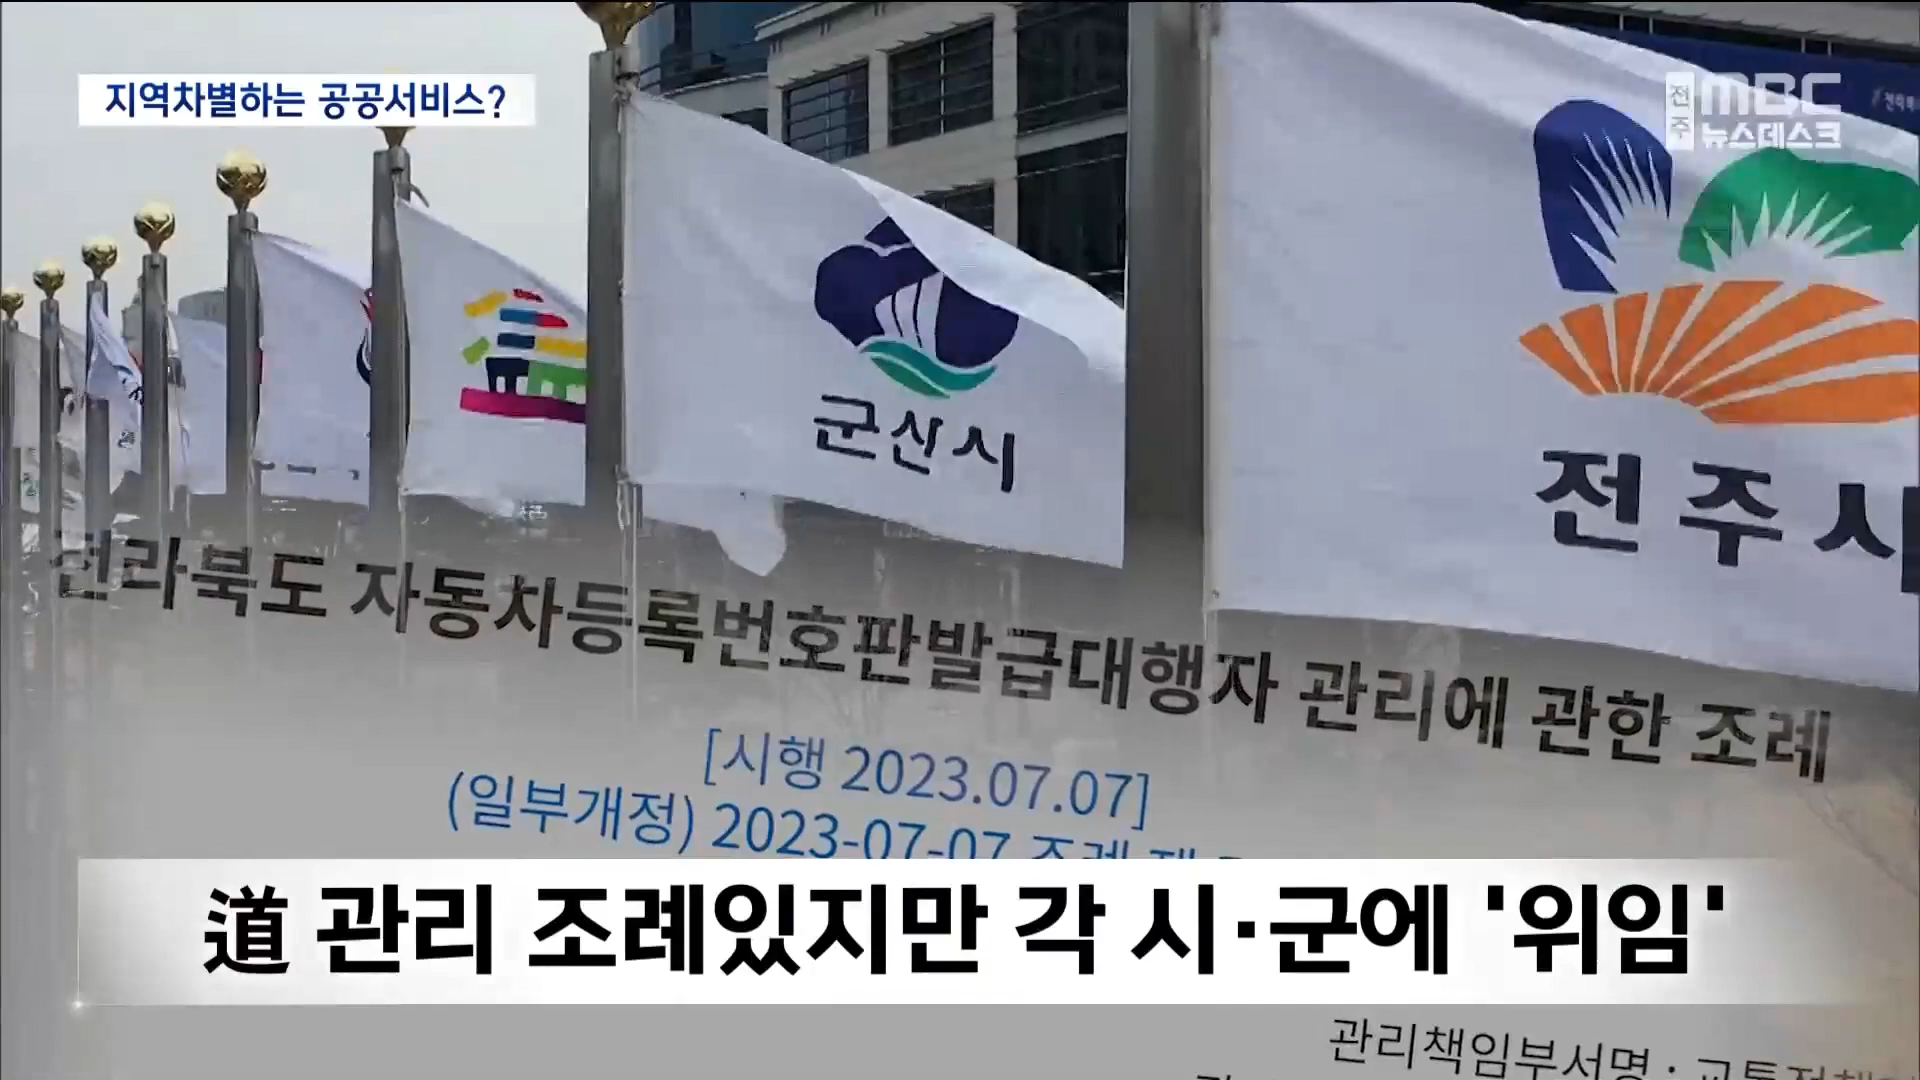 지역차별하는 공공서비스?
전주 MBC
뉴스데스크
군산시
전주시
전라북도 자동차등록번호판발급대행자 관리에 관한 조례
[시행 2023.07.07]
(일부개정) 2023-07-07 조례 제
道 관리 조례있지만 각 시·군에 '위임'
관리책임부서명 :